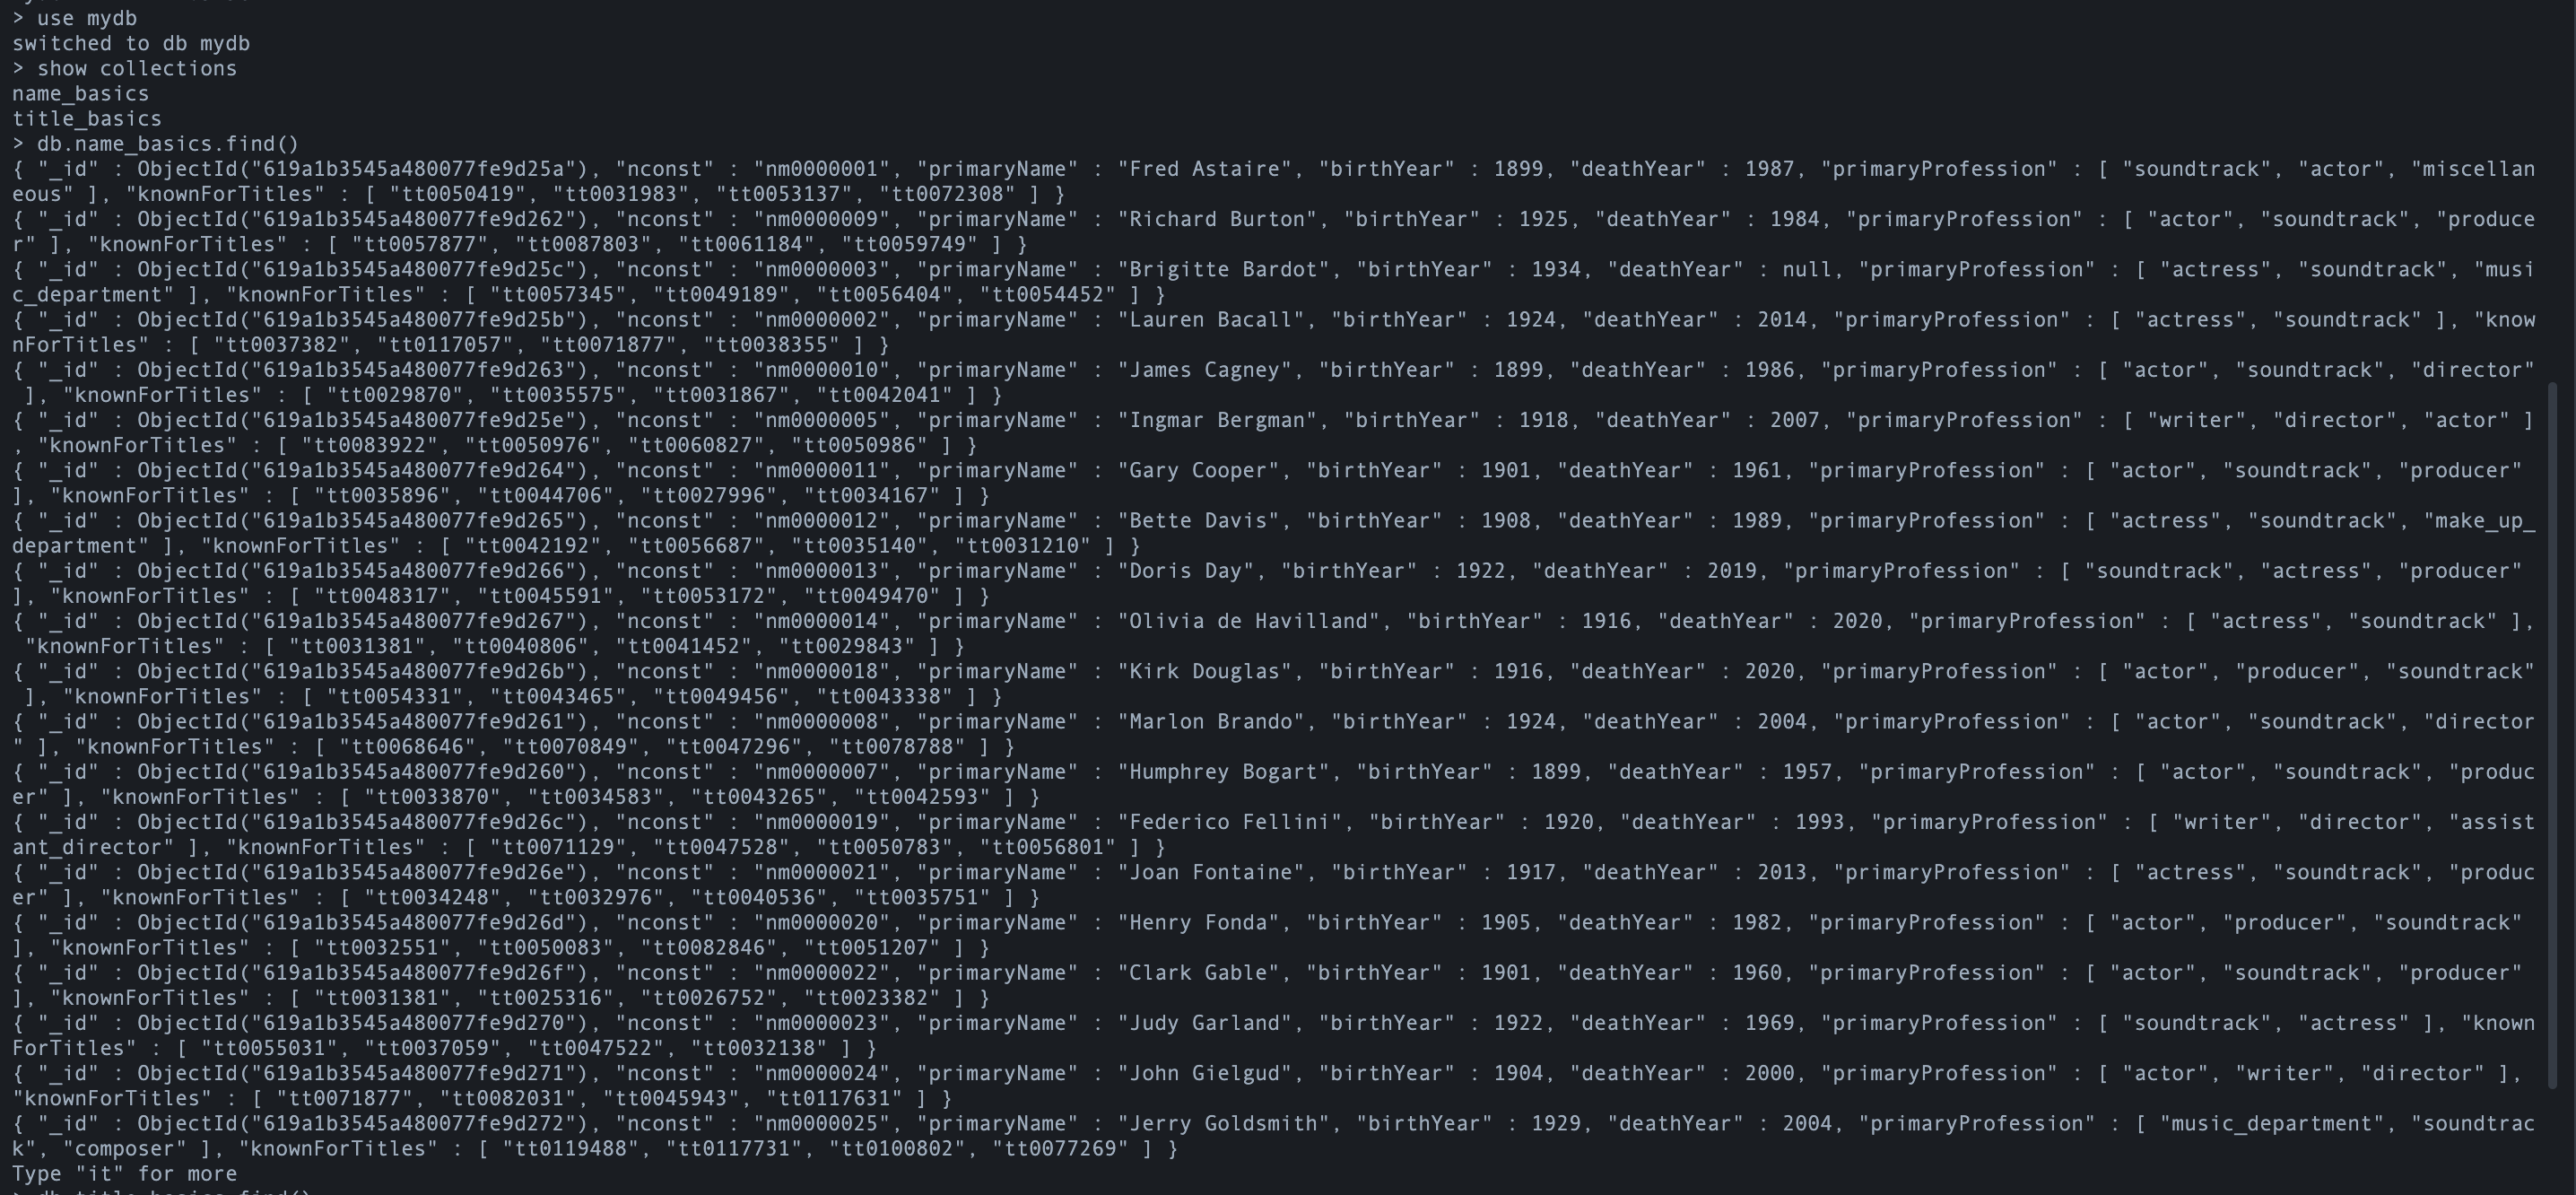 > use mydb
switched to db mydb
> show collections
name_basics
title_basics
> db.name_basics.find()
{ "_id" : ObjectId("619a1b3545a480077fe9d25a"), "nconst" : "nm0000001", "primaryName" : "Fred Astaire", "birthYear" : 1899, "deathYear" : 1987, "primaryProfession" : [ "soundtrack", "actor", "miscellan
eous" ], "knownForTitles" : [ "tt0050419", "tt0031983", "tt0053137", "tt0072308" ] }
{ "_id" : ObjectId("619a1b3545a480077fe9d262"), "nconst" : "nm0000009", "primaryName" : "Richard Burton", "birthYear" : 1925, "deathYear" : 1984, "primaryProfession" : [ "actor", "soundtrack", "produce
r" ], "knownForTitles" : [ "tt0057877", "tt0087803", "tt0061184", "tt0059749" ] }
{ "_id" : ObjectId("619a1b3545a480077fe9d25c"), "nconst" : "nm0000003", "primaryName" : "Brigitte Bardot", "birthYear" : 1934, "deathYear" : null, "primaryProfession" : [ "actress", "soundtrack", "musi
c_department" ], "knownForTitles" : [ "tt0057345", "tt0049189", "tt0056404", "tt0054452" ] }
{ "_id" : ObjectId("619a1b3545a480077fe9d25b"), "nconst" : "nm0000002", "primaryName" : "Lauren Bacall", "birthYear" : 1924, "deathYear" : 2014, "primaryProfession" : [ "actress", "soundtrack" ], "know
nForTitles" : [ "tt0037382", "tt0117057", "tt0071877", "tt0038355" ] }
{ "_id" : ObjectId("619a1b3545a480077fe9d263"), "nconst" : "nm0000010", "primaryName" : "James Cagney", "birthYear" : 1899, "deathYear" : 1986, "primaryProfession" : [ "actor", "soundtrack", "director"
 ], "knownForTitles" : [ "tt0029870", "tt0035575", "tt0031867", "tt0042041" ] }
{ "_id" : ObjectId("619a1b3545a480077fe9d25e"), "nconst" : "nm0000005", "primaryName" : "Ingmar Bergman", "birthYear" : 1918, "deathYear" : 2007, "primaryProfession" : [ "writer", "director", "actor" ]
, "knownForTitles" : [ "tt0083922", "tt0050976", "tt0060827", "tt0050986" ] }
{ "_id" : ObjectId("619a1b3545a480077fe9d264"), "nconst" : "nm0000011", "primaryName" : "Gary Cooper", "birthYear" : 1901, "deathYear" : 1961, "primaryProfession" : [ "actor", "soundtrack", "producer"
], "knownForTitles" : [ "tt0035896", "tt0044706", "tt0027996", "tt0034167" ] }
{ "_id" : ObjectId("619a1b3545a480077fe9d265"), "nconst" : "nm0000012", "primaryName" : "Bette Davis", "birthYear" : 1908, "deathYear" : 1989, "primaryProfession" : [ "actress", "soundtrack", "make_up_
department" ], "knownForTitles" : [ "tt0042192", "tt0056687", "tt0035140", "tt0031210" ] }
{ "_id" : ObjectId("619a1b3545a480077fe9d266"), "nconst" : "nm0000013", "primaryName" : "Doris Day", "birthYear" : 1922, "deathYear" : 2019, "primaryProfession" : [ "soundtrack", "actress", "producer"
], "knownForTitles" : [ "tt0048317", "tt0045591", "tt0053172", "tt0049470" ] }
{ "_id" : ObjectId("619a1b3545a480077fe9d267"), "nconst" : "nm0000014", "primaryName" : "Olivia de Havilland", "birthYear" : 1916, "deathYear" : 2020, "primaryProfession" : [ "actress", "soundtrack" ],
 "knownForTitles" : [ "tt0031381", "tt0040806", "tt0041452", "tt0029843" ] }
{ "_id" : ObjectId("619a1b3545a480077fe9d26b"), "nconst" : "nm0000018", "primaryName" : "Kirk Douglas", "birthYear" : 1916, "deathYear" : 2020, "primaryProfession" : [ "actor", "producer", "soundtrack"
 ], "knownForTitles" : [ "tt0054331", "tt0043465", "tt0049456", "tt0043338" ] }
{ "_id" : ObjectId("619a1b3545a480077fe9d261"), "nconst" : "nm0000008", "primaryName" : "Marlon Brando", "birthYear" : 1924, "deathYear" : 2004, "primaryProfession" : [ "actor", "soundtrack", "director
" ], "knownForTitles" : [ "tt0068646", "tt0070849", "tt0047296", "tt0078788" ] }
{ "_id" : ObjectId("619a1b3545a480077fe9d260"), "nconst" : "nm0000007", "primaryName" : "Humphrey Bogart", "birthYear" : 1899, "deathYear" : 1957, "primaryProfession" : [ "actor", "soundtrack", "produc
er" ], "knownForTitles" : [ "tt0033870", "tt0034583", "tt0043265", "tt0042593" ] }
{ "_id" : ObjectId("619a1b3545a480077fe9d26c"), "nconst" : "nm0000019", "primaryName" : "Federico Fellini", "birthYear" : 1920, "deathYear" : 1993, "primaryProfession" : [ "writer", "director", "assist
ant_director" ], "knownForTitles" : [ "tt0071129", "tt0047528", "tt0050783", "tt0056801" ] }
{ "_id" : ObjectId("619a1b3545a480077fe9d26e"), "nconst" : "nm0000021", "primaryName" : "Joan Fontaine", "birthYear" : 1917, "deathYear" : 2013, "primaryProfession" : [ "actress", "soundtrack", "produc
er" ], "knownForTitles" : [ "tt0034248", "tt0032976", "tt0040536", "tt0035751" ] }
{ "_id" : ObjectId("619a1b3545a480077fe9d26d"), "nconst" : "nm0000020", "primaryName" : "Henry Fonda", "birthYear" : 1905, "deathYear" : 1982, "primaryProfession" : [ "actor", "producer", "soundtrack"
], "knownForTitles" : [ "tt0032551", "tt0050083", "tt0082846", "tt0051207" ] }
{ "_id" : ObjectId("619a1b3545a480077fe9d26f"), "nconst" : "nm0000022", "primaryName" : "Clark Gable", "birthYear" : 1901, "deathYear" : 1960, "primaryProfession" : [ "actor", "soundtrack", "producer"
], "knownForTitles" : [ "tt0031381", "tt0025316", "tt0026752", "tt0023382" ] }
{ "_id" : ObjectId("619a1b3545a480077fe9d270"), "nconst" : "nm0000023", "primaryName" : "Judy Garland", "birthYear" : 1922, "deathYear" : 1969, "primaryProfession" : [ "soundtrack", "actress" ], "known
ForTitles" : [ "tt0055031", "tt0037059", "tt0047522", "tt0032138" ] }
{ "_id" : ObjectId("619a1b3545a480077fe9d271"), "nconst" : "nm0000024", "primaryName" : "John Gielgud", "birthYear" : 1904, "deathYear" : 2000, "primaryProfession" : [ "actor", "writer", "director" ],
"knownForTitles" : [ "tt0071877", "tt0082031", "tt0045943", "tt0117631" ] }
{ "_id" : ObjectId("619a1b3545a480077fe9d272"), "nconst" : "nm0000025", "primaryName" : "Jerry Goldsmith", "birthYear" : 1929, "deathYear" : 2004, "primaryProfession" : [ "music_department", "soundtrac
k", "composer" ], "knownForTitles" : [ "tt0119488", "tt0117731", "tt0100802", "tt0077269" ] }
Type "it" for more
> db.title_basics.find()